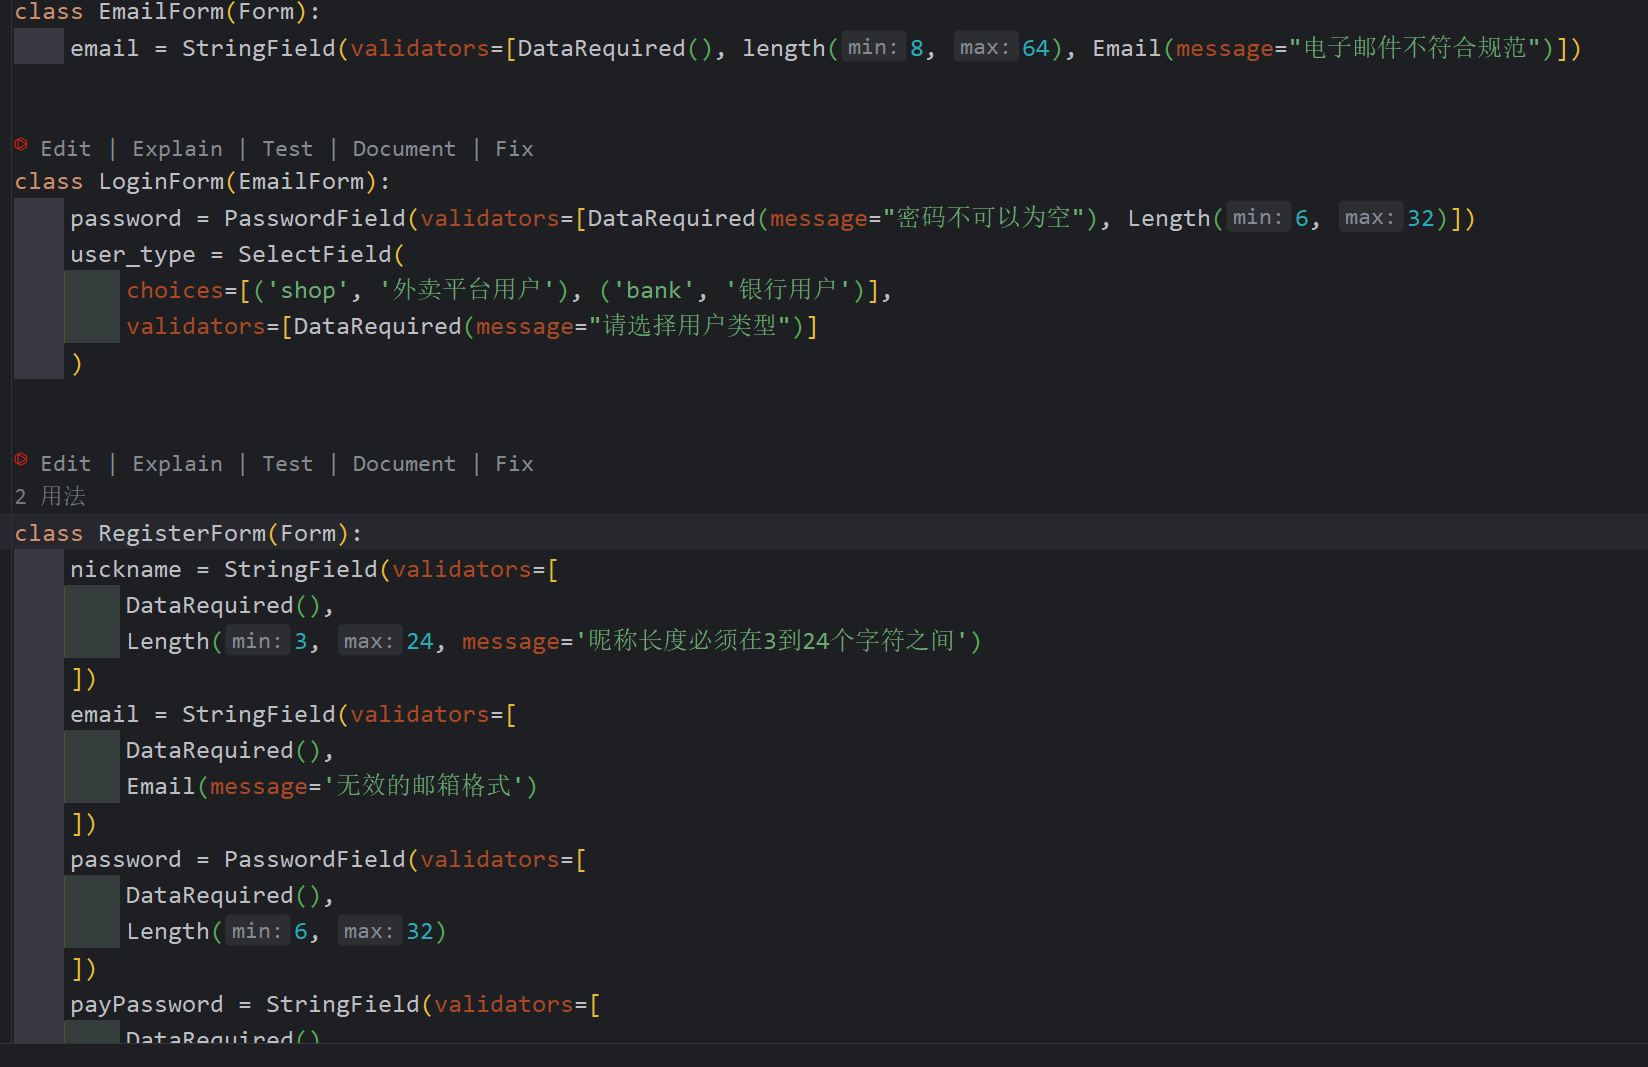 class EmailForm(Form):
email = StringField(validators=[DataRequired(), length(min: 8, max: 64), Email(message="电子邮件不符合规范")])
Edit | Explain | Test | Document | Fix
class LoginForm(EmailForm):
password = PasswordField(validators=[DataRequired(message="密码不可以为空"), Length(min: 6, max: 32)])
user_type = SelectField(
choices=[('shop', '外卖平台用户'), ('bank', '银行用户')],
validators=[DataRequired(message="请选择用户类型")]
)
Edit | Explain | Test | Document | Fix
2 用法
class RegisterForm(Form):
nickname = StringField(validators=[
DataRequired(),
Length(min: 3, max: 24, message='昵称长度必须在3到24个字符之间')
])
email = StringField(validators=[
DataRequired(),
Email(message='无效的邮箱格式')
])
password = PasswordField(validators=[
DataRequired(),
Length(min: 6, max: 32)
])
payPassword = StringField(validators=[
DataRequired()